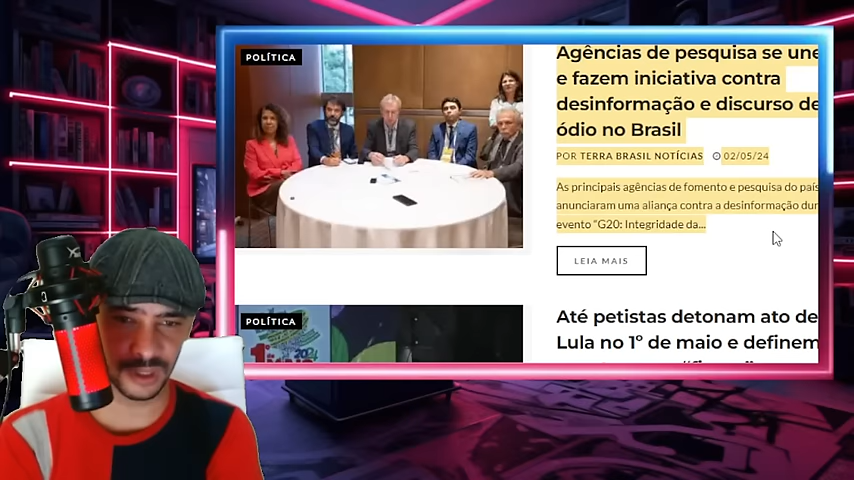 POLÍTICA
Agências de pesquisa se une
e fazem iniciativa contra
desinformação e discurso de
ódio no Brasil
POR TERRA BRASIL NOTÍCIAS 02/05/24
As principais agências de fomento e pesquisa do país
anunciaram uma aliança contra a desinformação dur
evento “G20: Integridade da...
LEIA MAIS
POLÍTICA
Até petistas detonam ato de
Lula no 1º de maio e definem